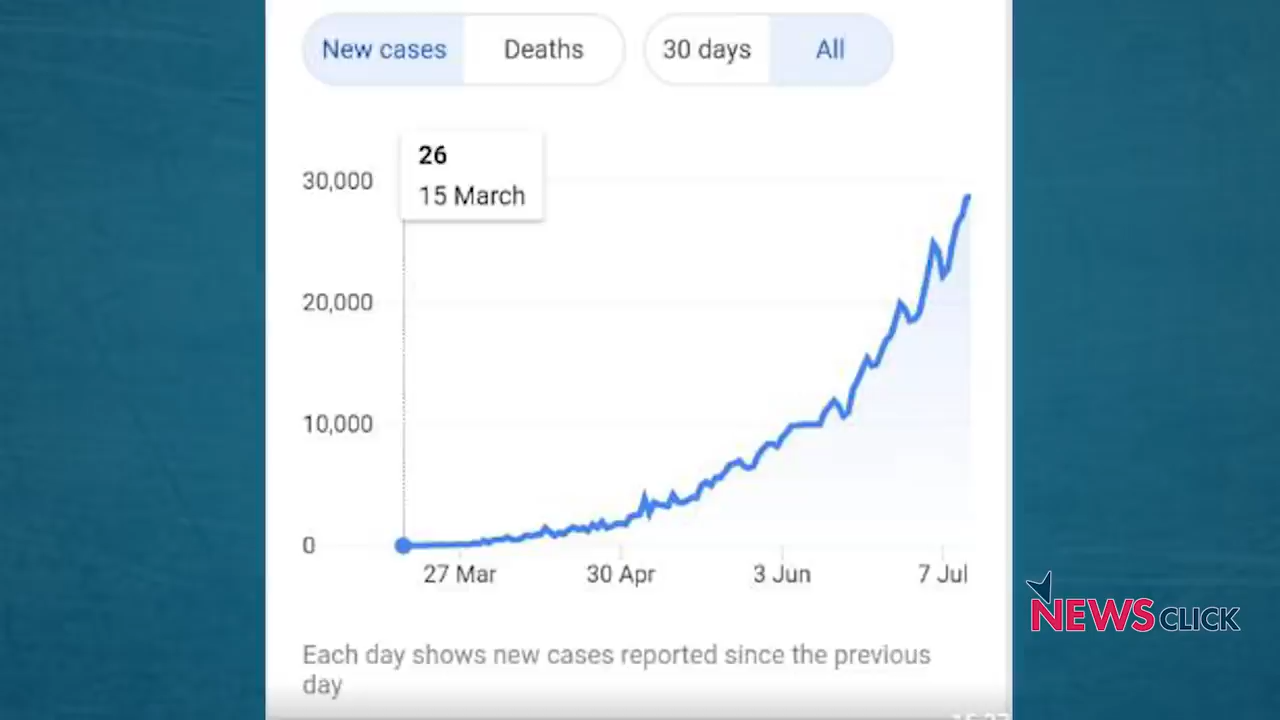 New cases Deaths 30 days All
26
15 March
30,000
20,000
10,000
0
27 Mar 30 Apr 3 Jun 7 Jul
NEWSCLICK
Each day shows new cases reported since the previous
day